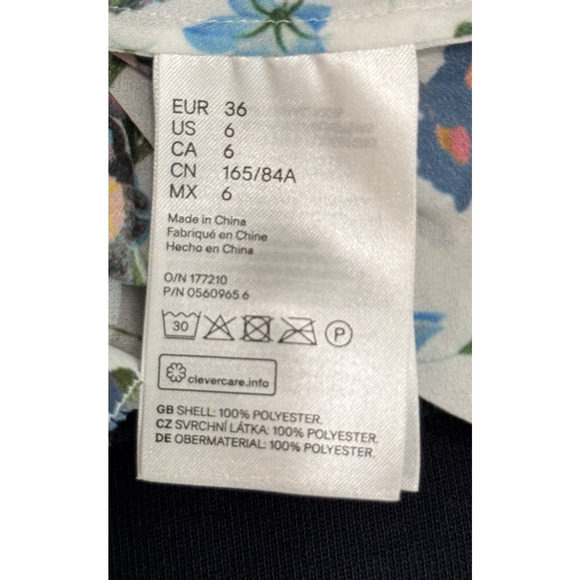 EUR 36
US 6
CA 6
CN 165/84A
MX 6
Made in China
Fabriqué en Chine
Hecho en China
O/N 177210
P/N 0560965 6
30 P
clevercare.info
GB SHELL: 100% POLYESTER.
CZ SVRCHNÍ LÁTKA: 100% POLYESTER.
DE OBERMATERIAL: 100% POLYESTER.